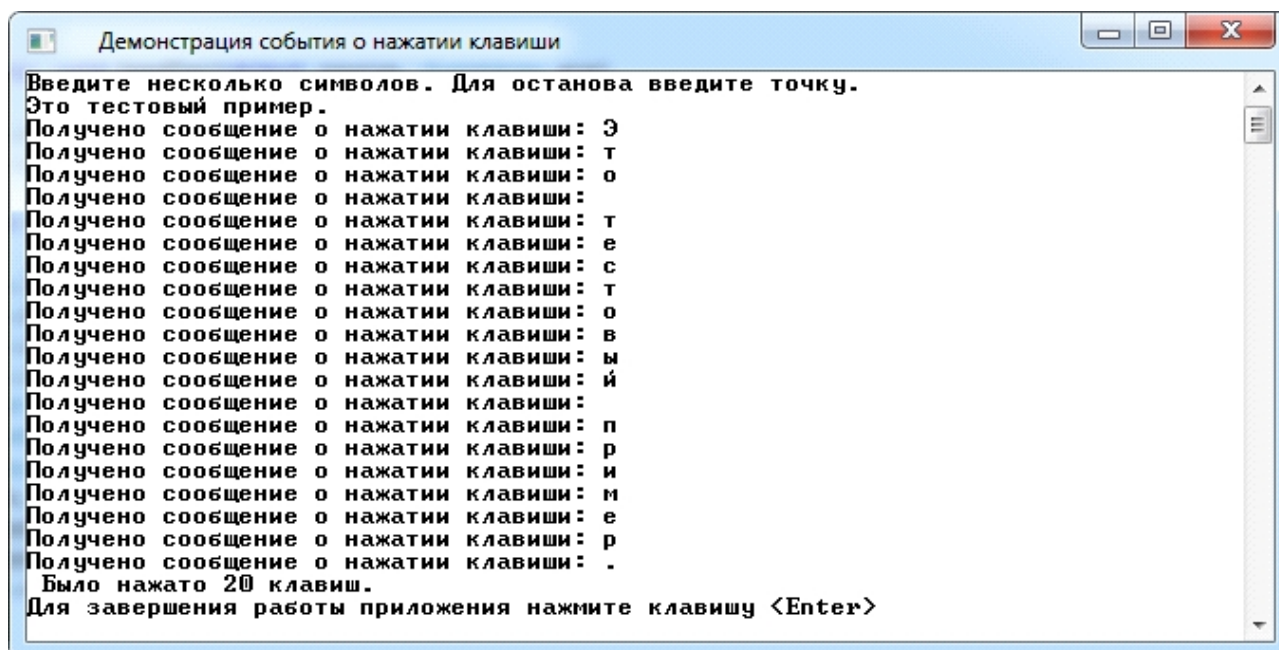 Демонстрация события о нажатии клавиши
Введите несколько символов. Для останова введите точку.
Это тестовый пример.
Получено сообщение о нажатии клавиши: Э
Получено сообщение о нажатии клавиши: т
Получено сообщение о нажатии клавиши: о
Получено сообщение о нажатии клавиши:
Получено сообщение о нажатии клавиши: т
Получено сообщение о нажатии клавиши: е
Получено сообщение о нажатии клавиши: с
Получено сообщение о нажатии клавиши: т
Получено сообщение о нажатии клавиши: о
Получено сообщение о нажатии клавиши: в
Получено сообщение о нажатии клавиши: ы
Получено сообщение о нажатии клавиши: й
Получено сообщение о нажатии клавиши:
Получено сообщение о нажатии клавиши: п
Получено сообщение о нажатии клавиши: р
Получено сообщение о нажатии клавиши: и
Получено сообщение о нажатии клавиши: м
Получено сообщение о нажатии клавиши: е
Получено сообщение о нажатии клавиши: р
Получено сообщение о нажатии клавиши: .
Было нажато 20 клавиш.
Для завершения работы приложения нажмите клавишу <Enter>